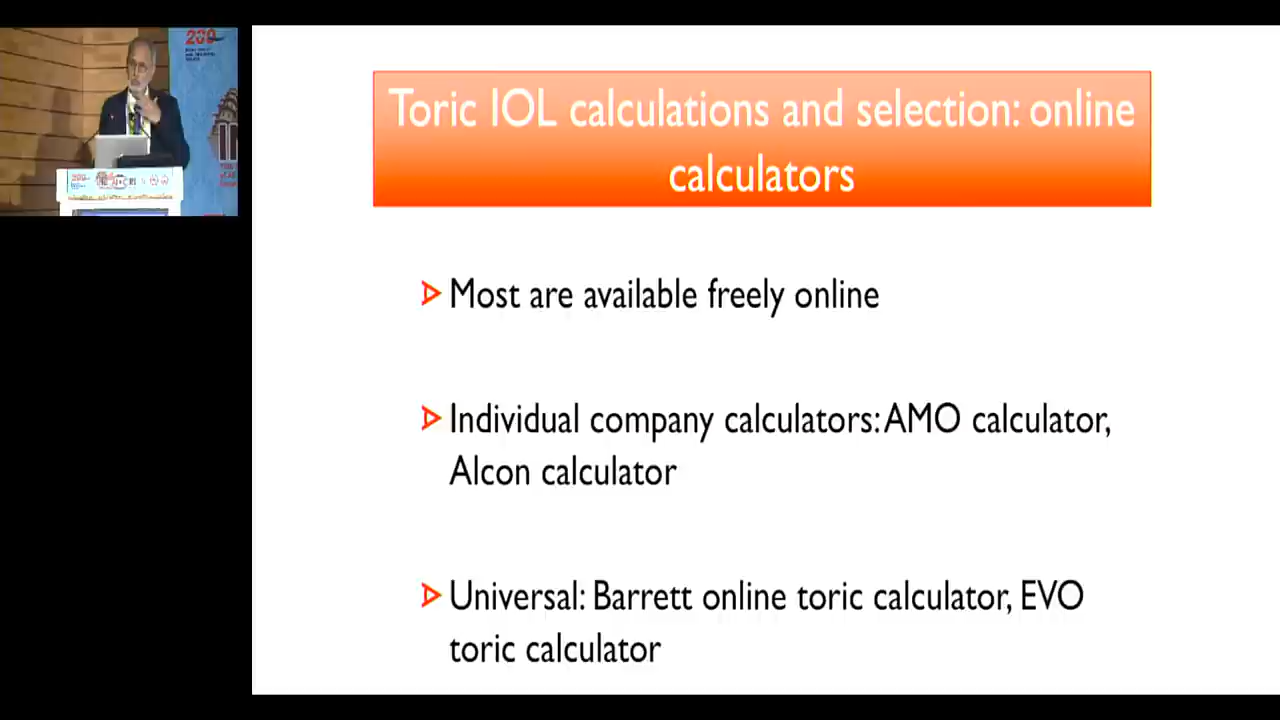 Toric IOL calculations and selection: online
calculators
Most are available freely online
Individual company calculators: AMO calculator,
Alcon calculator
Universal: Barrett online toric calculator, EVO
toric calculator